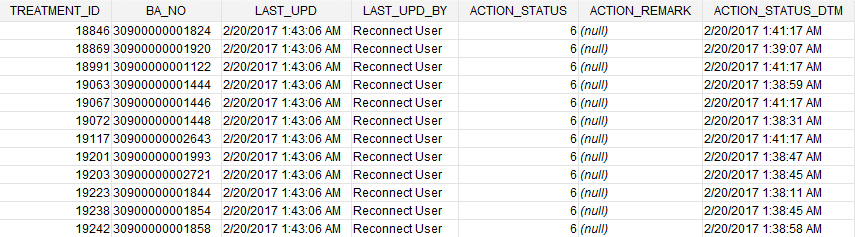 TREATMENT_ID BA_NO LAST_UPD LAST_UPD_BY ACTION_STATUS ACTION_REMARK ACTION_STATUS_DTM
18846 30900000001824 2/20/2017 1:43:06 AM Reconnect User 6 (null) 2/20/2017 1:41:17 AM
18869 30900000001920 2/20/2017 1:43:06 AM Reconnect User 6 (null) 2/20/2017 1:39:07 AM
18991 30900000001122 2/20/2017 1:43:06 AM Reconnect User 6 (null) 2/20/2017 1:41:17 AM
19063 30900000001444 2/20/2017 1:43:06 AM Reconnect User 6 (null) 2/20/2017 1:38:59 AM
19067 30900000001446 2/20/2017 1:43:06 AM Reconnect User 6 (null) 2/20/2017 1:41:17 AM
19072 30900000001448 2/20/2017 1:43:06 AM Reconnect User 6 (null) 2/20/2017 1:38:31 AM
19117 30900000002643 2/20/2017 1:43:06 AM Reconnect User 6 (null) 2/20/2017 1:41:17 AM
19201 30900000001993 2/20/2017 1:43:06 AM Reconnect User 6 (null) 2/20/2017 1:38:47 AM
19203 30900000002721 2/20/2017 1:43:06 AM Reconnect User 6 (null) 2/20/2017 1:38:45 AM
19223 30900000001844 2/20/2017 1:43:06 AM Reconnect User 6 (null) 2/20/2017 1:38:11 AM
19238 30900000001854 2/20/2017 1:43:06 AM Reconnect User 6 (null) 2/20/2017 1:38:45 AM
19242 30900000001858 2/20/2017 1:43:06 AM Reconnect User 6 (null) 2/20/2017 1:38:58 AM